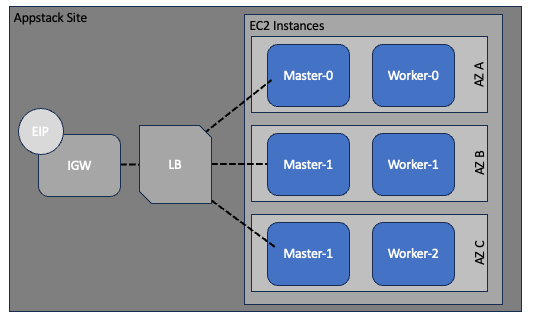 Appstack Site
EC2 Instances
Master-0
Worker-0
AZ A
EIP
IGW
LB
Master-1
Worker-1
AZ B
Master-1
Worker-2
AZ C